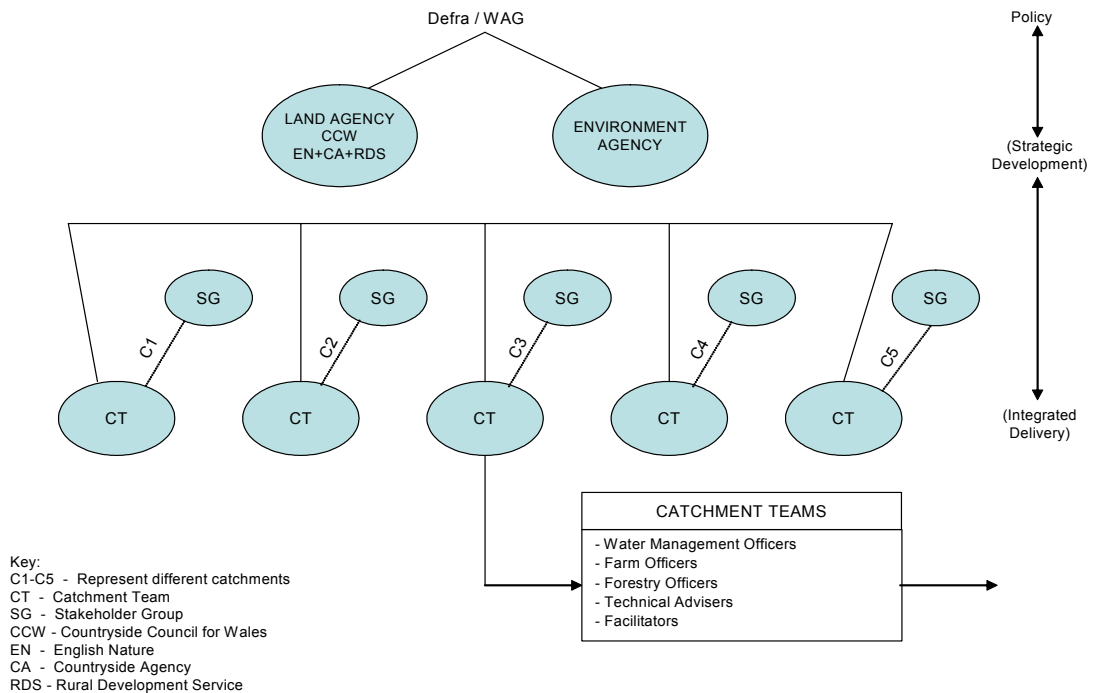 Defra / WAG
Policy
LAND AGENCY
CCW
EN+CA+RDS
ENVIRONMENT
AGENCY
(Strategic
Development)
SG
SG
SG
SG
SG
C1
C2
C3
C4
C5
CT
CT
CT
CT
CT
(Integrated
Delivery)
CATCHMENT TEAMS
- Water Management Officers
- Farm Officers
- Forestry Officers
- Technical Advisers
- Facilitators
Key:
C1-C5 - Represent different catchments
CT - Catchment Team
SG - Stakeholder Group
CCW - Countryside Council for Wales
EN - English Nature
CA - Countryside Agency
RDS - Rural Development Service